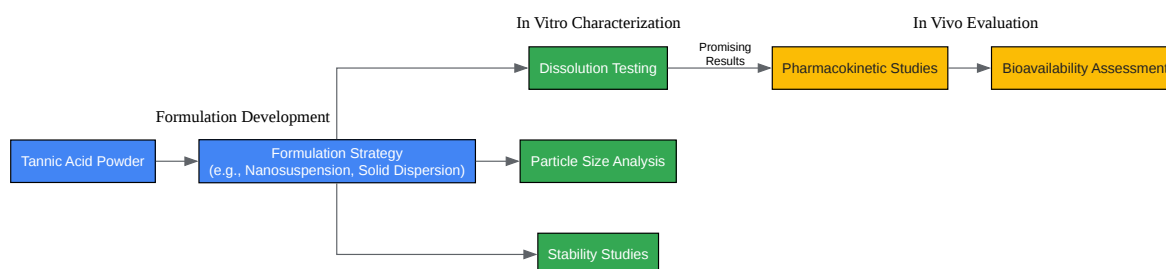 In Vitro Characterization
In Vivo Evaluation
Promising
Results
Dissolution Testing
Pharmacokinetic Studies
Bioavailability Assessment
Formulation Development
Tannic Acid Powder
Formulation Strategy
(e.g., Nanosuspension, Solid Dispersion)
Particle Size Analysis
Stability Studies